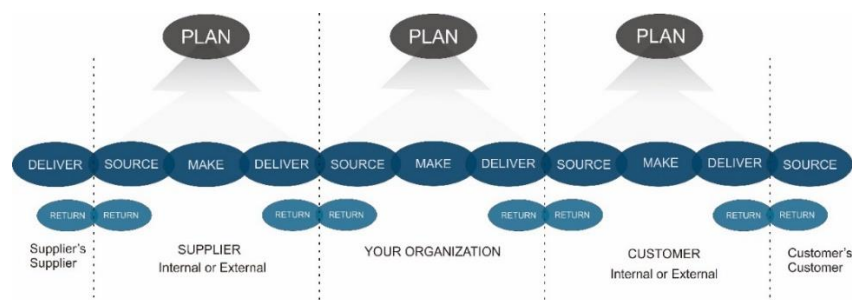 PLAN PLAN PLAN
DELIVER SOURCE MAKE DELIVER SOURCE MAKE DELIVER SOURCE MAKE DELIVER SOURCE
RETURN RETURN RETURN RETURN RETURN RETURN RETURN RETURN
Supplier's
Supplier
SUPPLIER
Internal or External
YOUR ORGANIZATION
CUSTOMER
Internal or External
Customer's
Customer